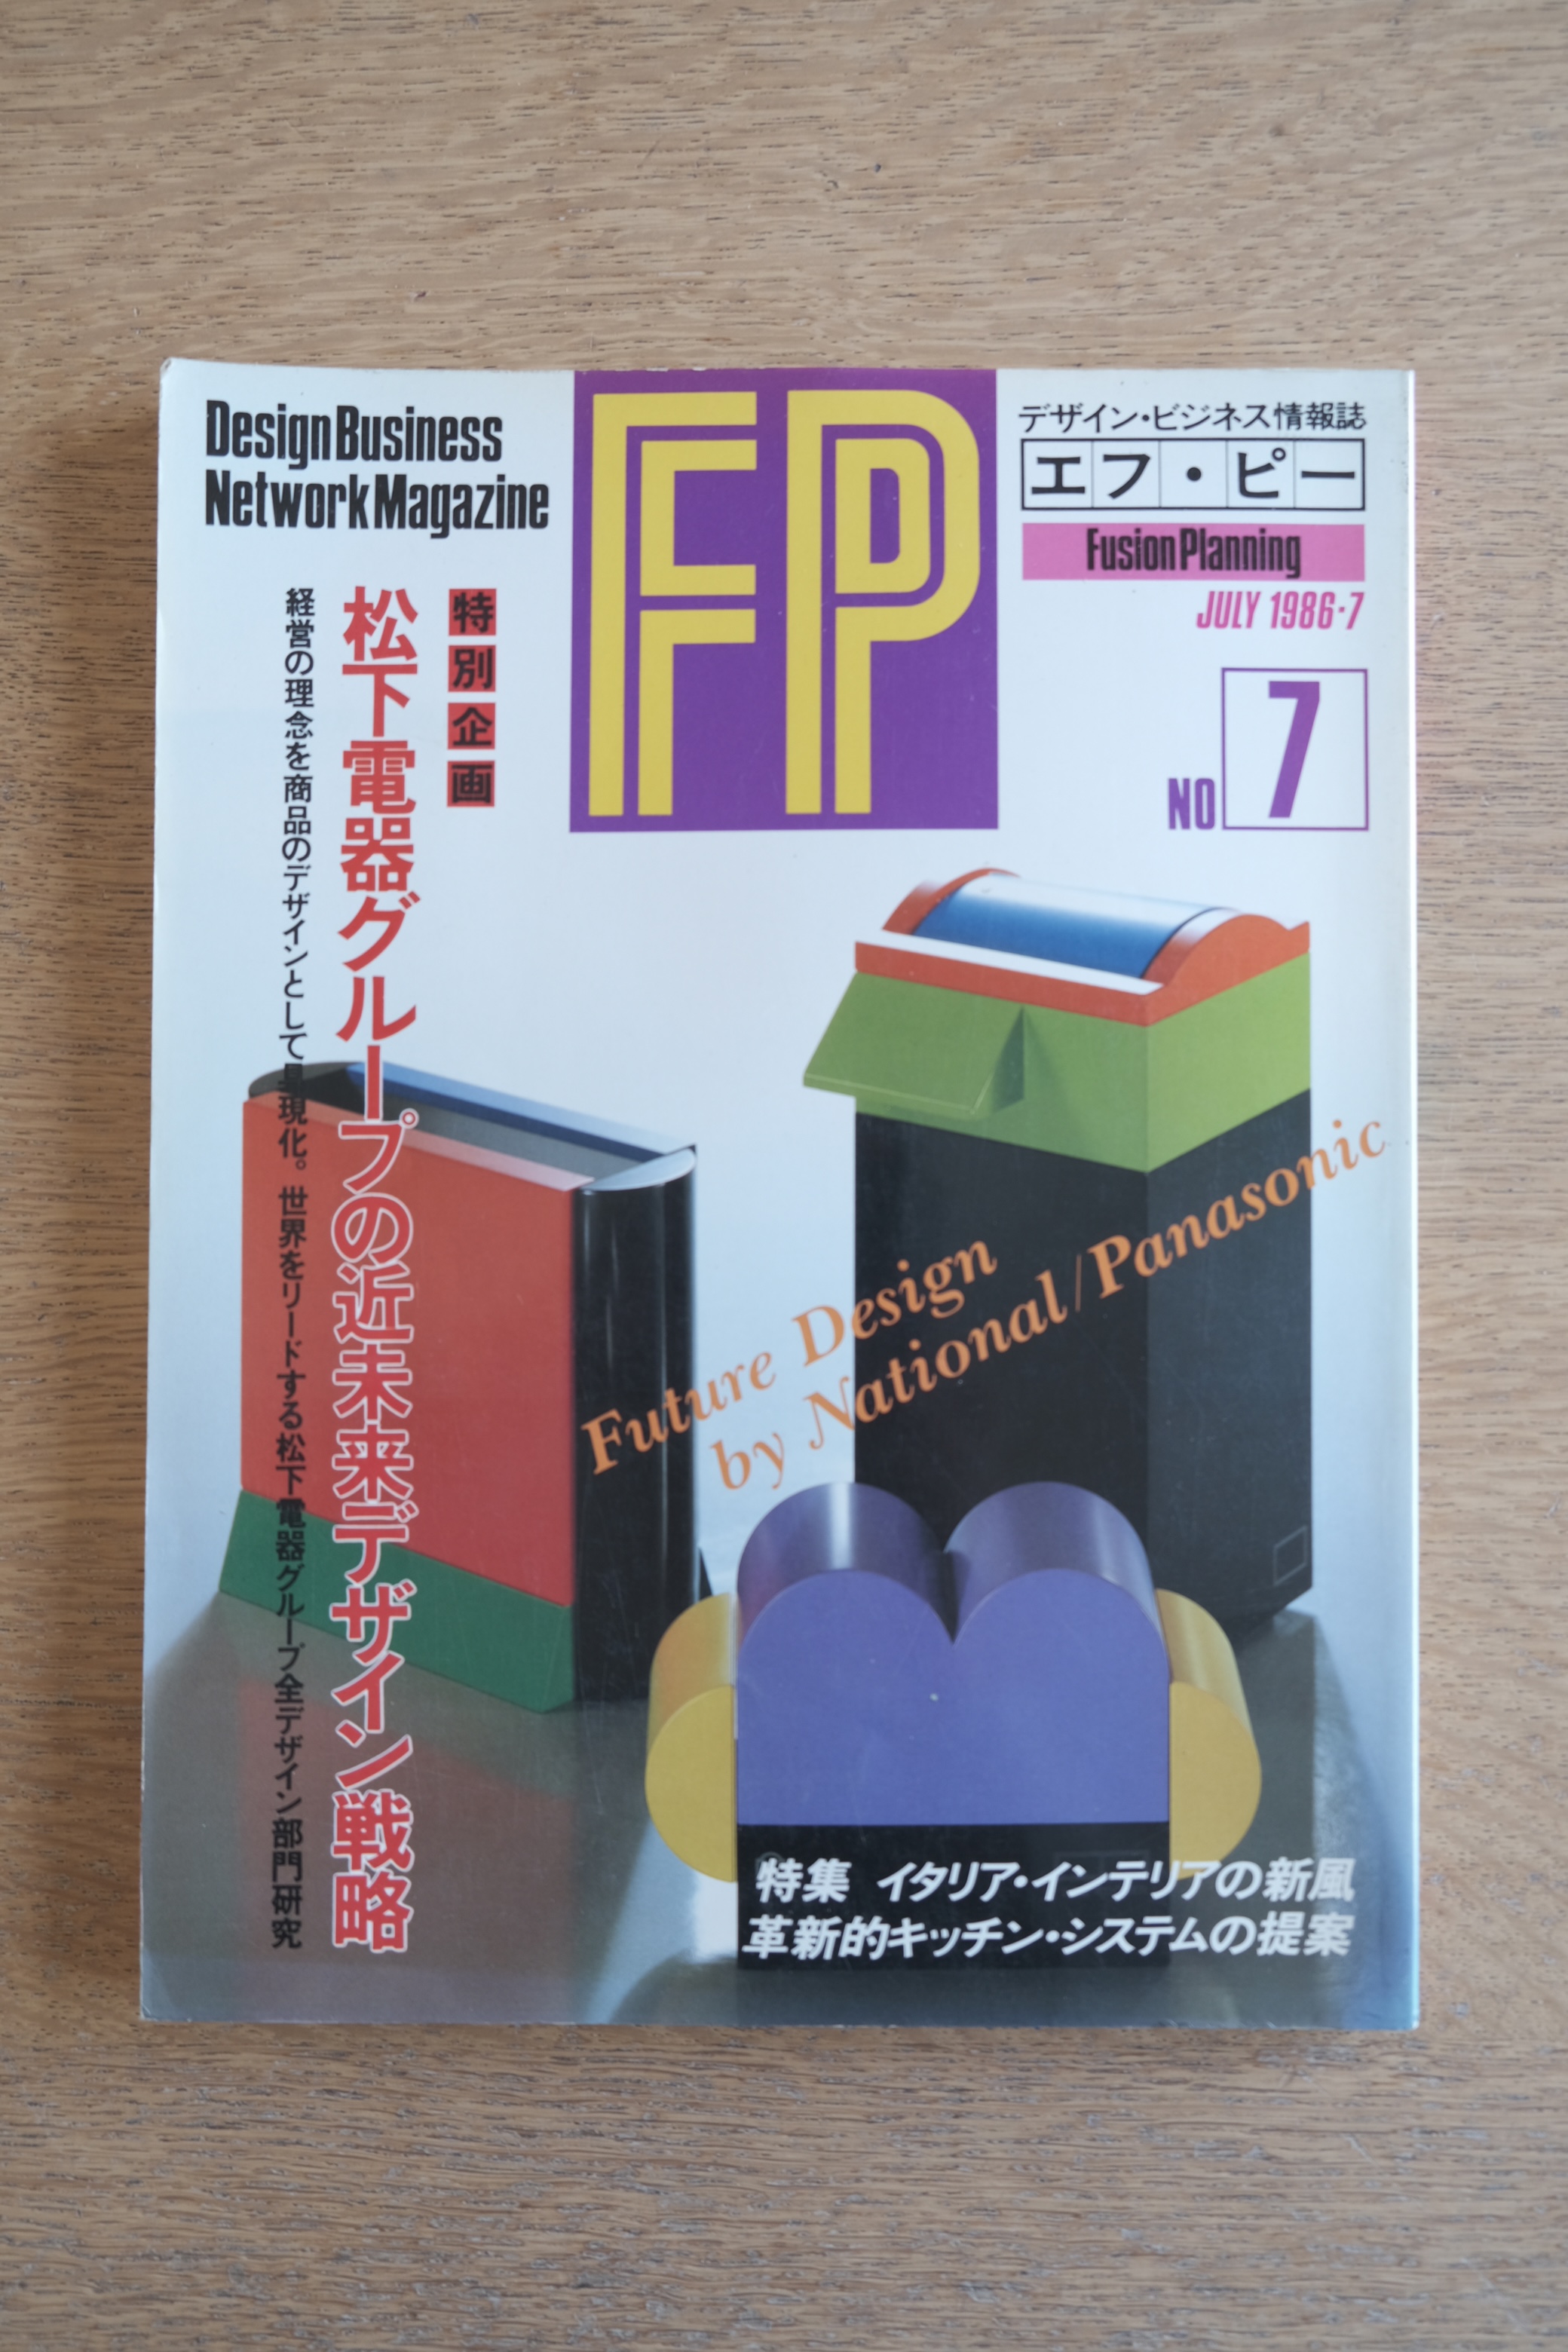 Design Business
Network Magazine
FP
デザイン・ビジネス情報誌
エフ・ピー
Fusion Planning
JULY 1986・7
NO 7
特別企画
松下電器グループの近未来デザイン戦略
経営の理念を商品のデザインとして具現化。世界をリードする松下電器グループ全デザイン部門研究
Future Design
by National/Panasonic
特集 イタリア・インテリアの新風
革新的キッチン・システムの提案